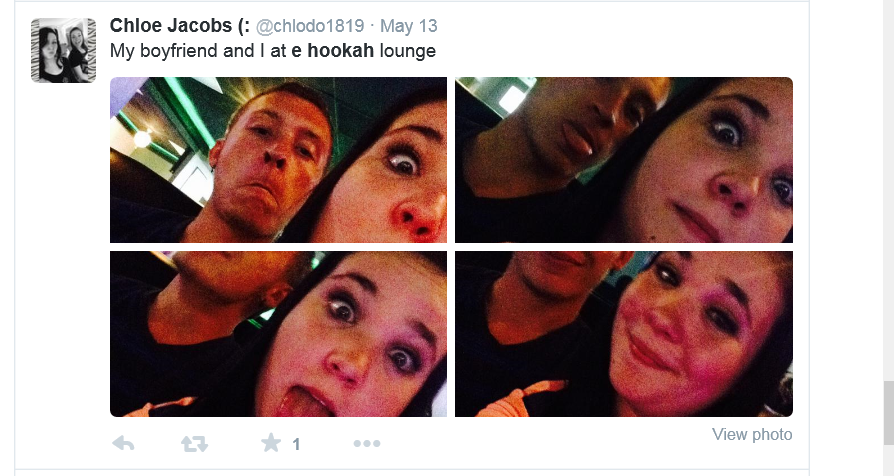 Chloe Jacobs (: @chlodo1819 · May 13
My boyfriend and I at e hookah lounge
1
View photo